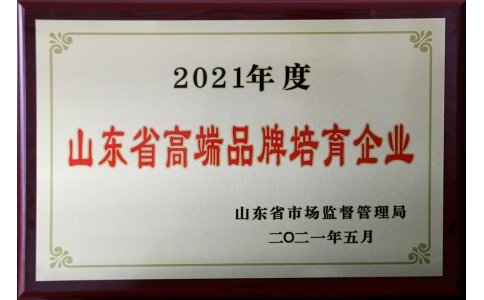 2021年度
山东省高端品牌培育企业
山东省市场监督管理局
二〇二一年五月